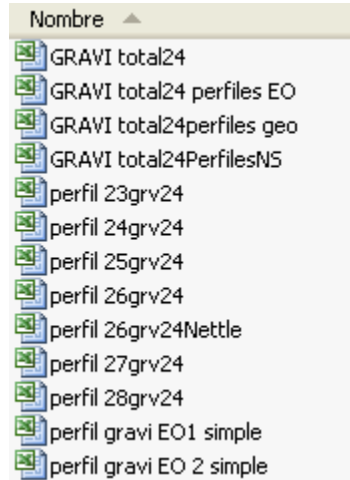 Nombre
GRAVI total24
GRAVI total24 perfiles EO
GRAVI total24perfiles geo
GRAVI total24PerfilesNS
perfil 23grv24
perfil 24grv24
perfil 25grv24
perfil 26grv24
perfil 26grv24Nettle
perfil 27grv24
perfil 28grv24
perfil gravi EO1 simple
perfil gravi EO 2 simple